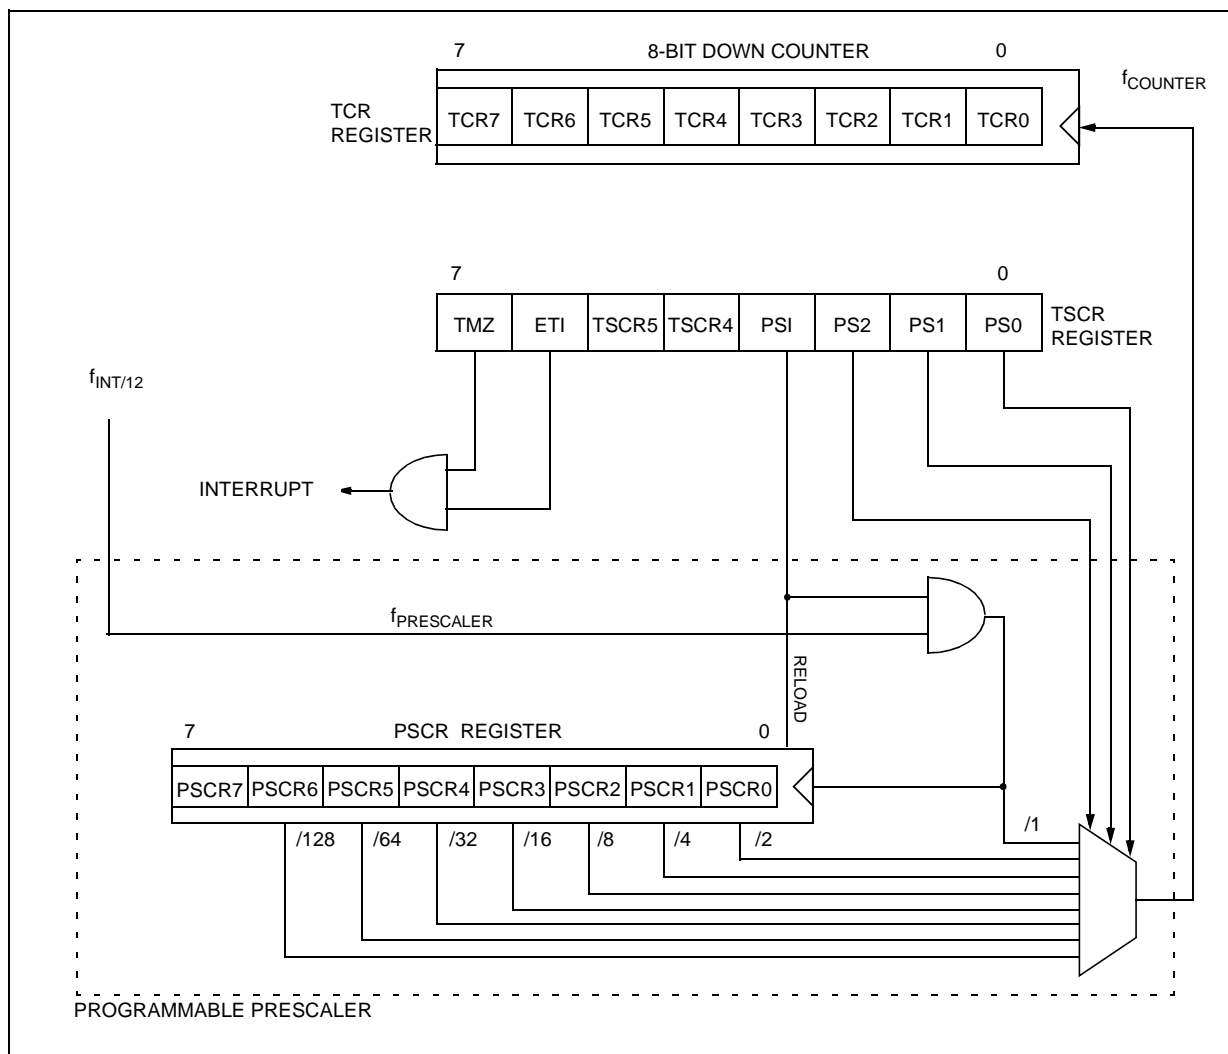 7 8-BIT DOWN COUNTER 0
fCOUNTER
TCR
REGISTER
TCR7 TCR6 TCR5 TCR4 TCR3 TCR2 TCR1 TCR0
7 0
TMZ ETI TSCR5 TSCR4 PSI PS2 PS1 PS0
TSCR
REGISTER
fINT/12
INTERRUPT
fPRESCALER
RELOAD
7 PSCR REGISTER 0
PSCR7 PSCR6 PSCR5 PSCR4 PSCR3 PSCR2 PSCR1 PSCR0
/128 /64 /32 /16 /8 /4 /2 /1
PROGRAMMABLE PRESCALER